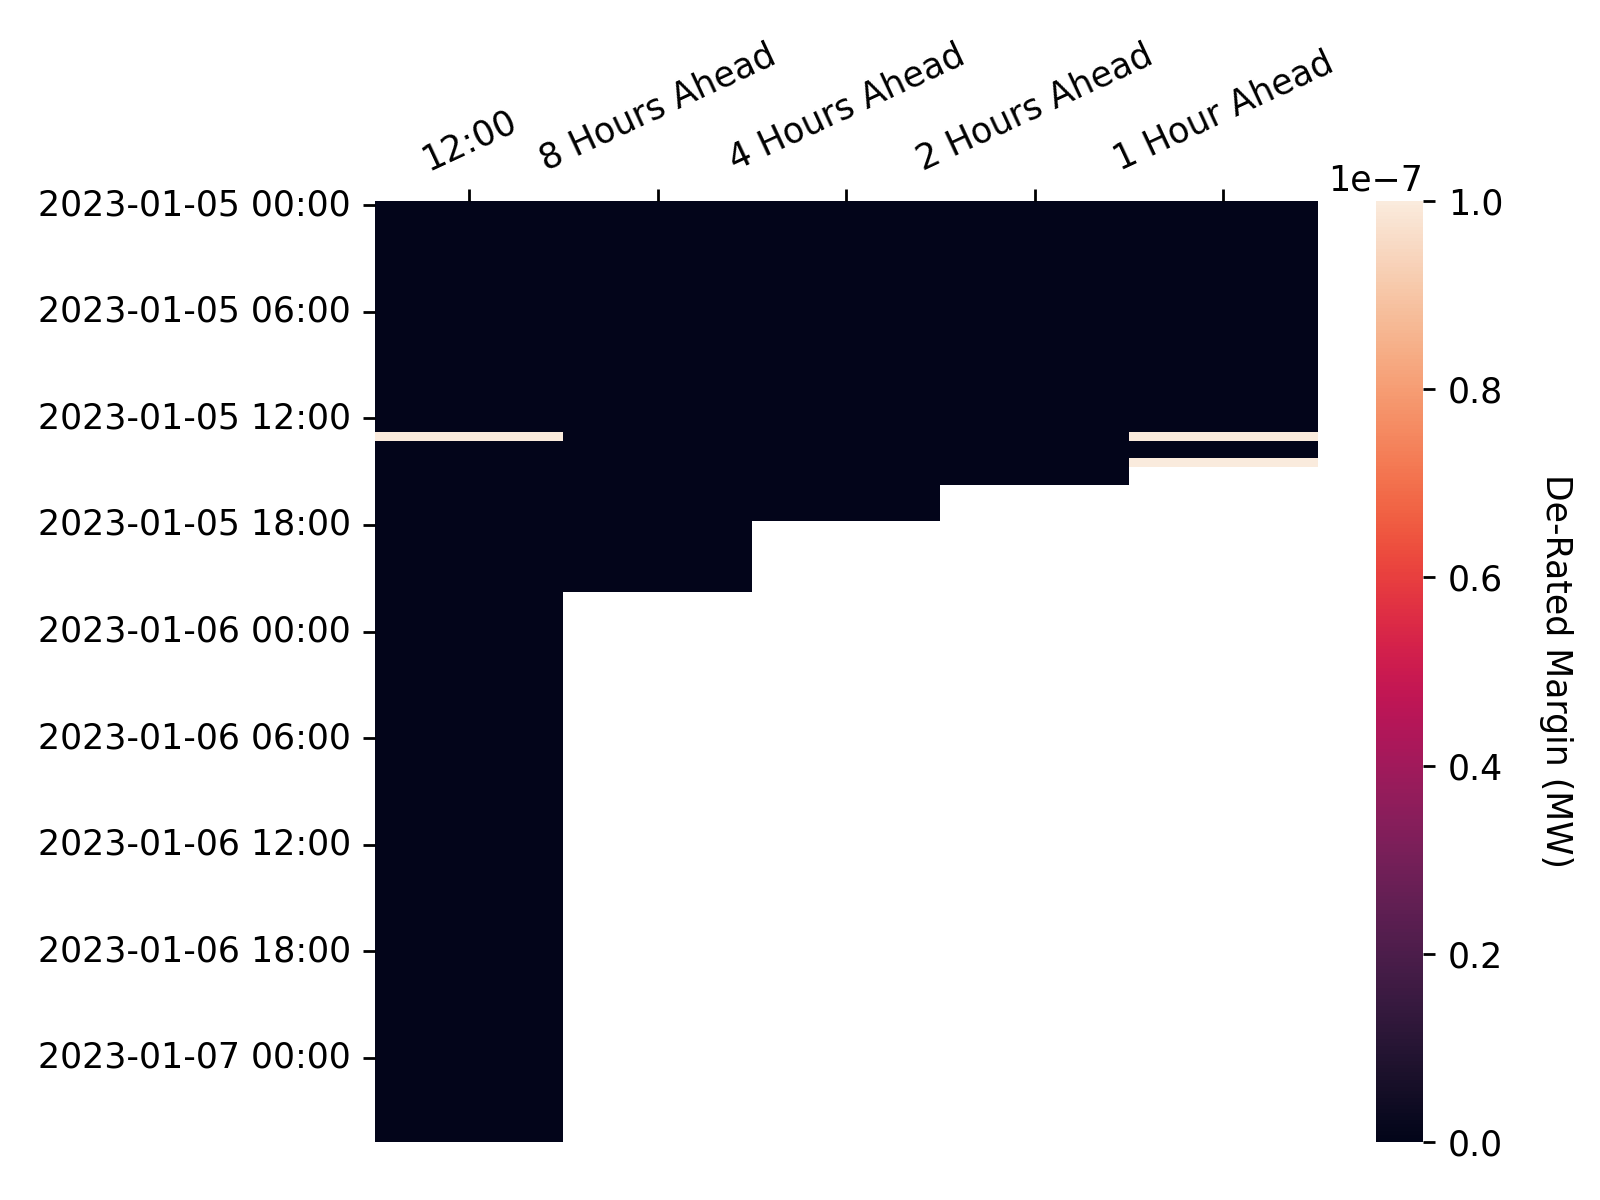 12:00
8 Hours Ahead
4 Hours Ahead
2 Hours Ahead
1 Hour Ahead
2023-01-05 00:00
2023-01-05 06:00
2023-01-05 12:00
2023-01-05 18:00
2023-01-06 00:00
2023-01-06 06:00
2023-01-06 12:00
2023-01-06 18:00
2023-01-07 00:00
1e−7
1.0
0.8
0.6
0.4
0.2
0.0
De-Rated Margin (MW)